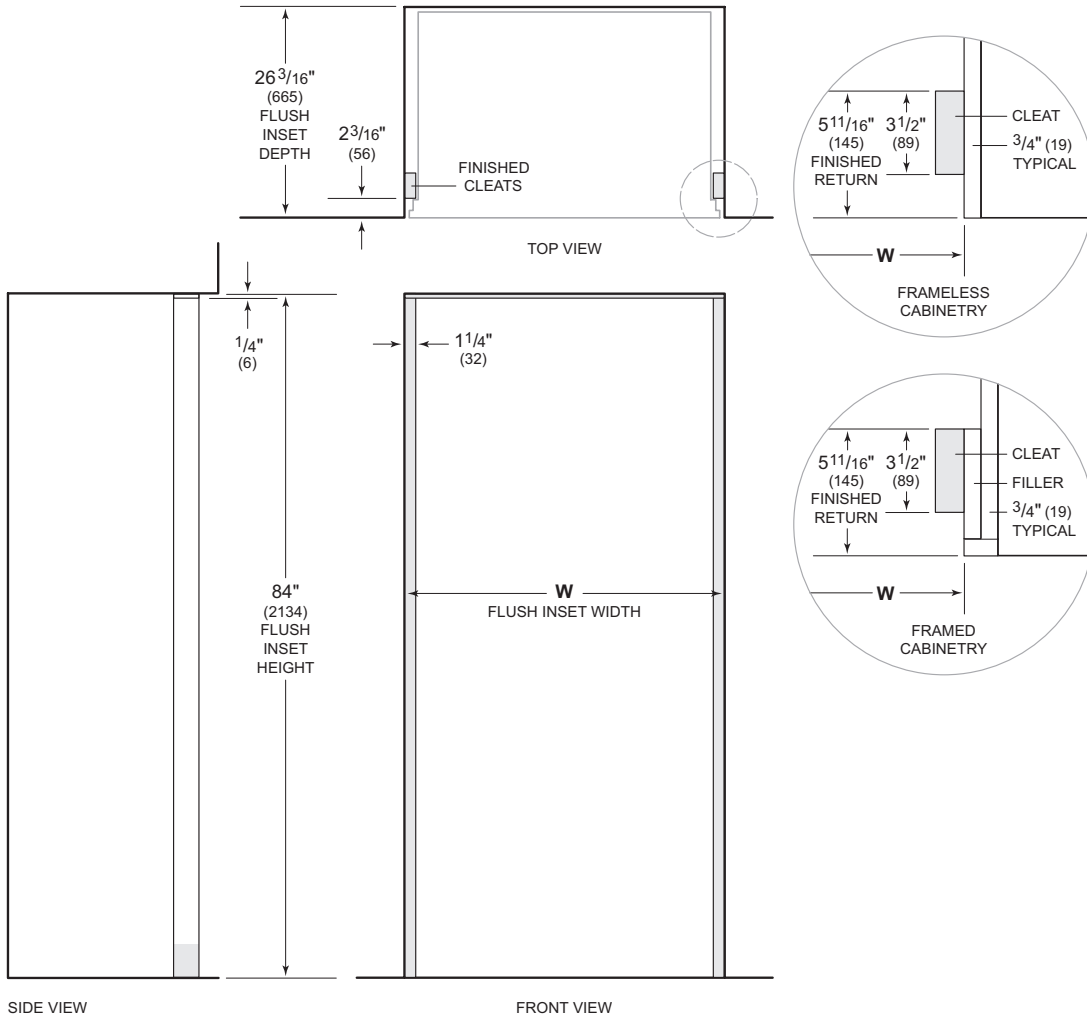 26 3/16"
(665)
FLUSH
INSET
DEPTH
2 3/16"
(56)
FINISHED
CLEATS
TOP VIEW
5 11/16"
(145)
FINISHED
RETURN
3 1/2"
(89)
CLEAT
3/4" (19)
TYPICAL
W
FRAMELESS
CABINETRY
1/4"
(6)
1 1/4"
(32)
84"
(2134)
FLUSH
INSET
HEIGHT
W
FLUSH INSET WIDTH
5 11/16"
(145)
FINISHED
RETURN
3 1/2"
(89)
CLEAT
FILLER
3/4" (19)
TYPICAL
W
FRAMED
CABINETRY
SIDE VIEW
FRONT VIEW